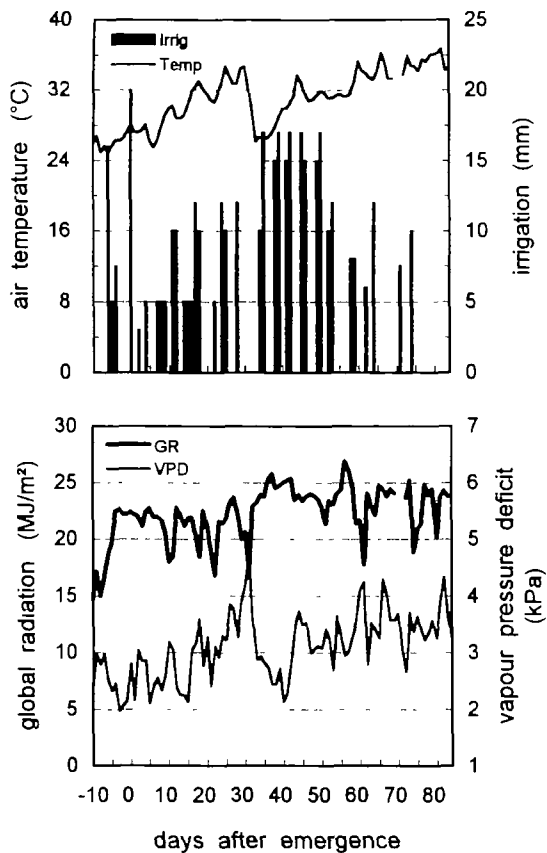 Irrig
Temp
40
32
24
16
8
0
air temperature (°C)
25
20
15
10
5
0
irrigation (mm)
GR
VPD
30
25
20
15
10
5
0
global radiation (MJ/m²)
7
6
5
4
3
2
1
vapour pressure deficit
(kPa)
-10 0 10 20 30 40 50 60 70 80
days after emergence